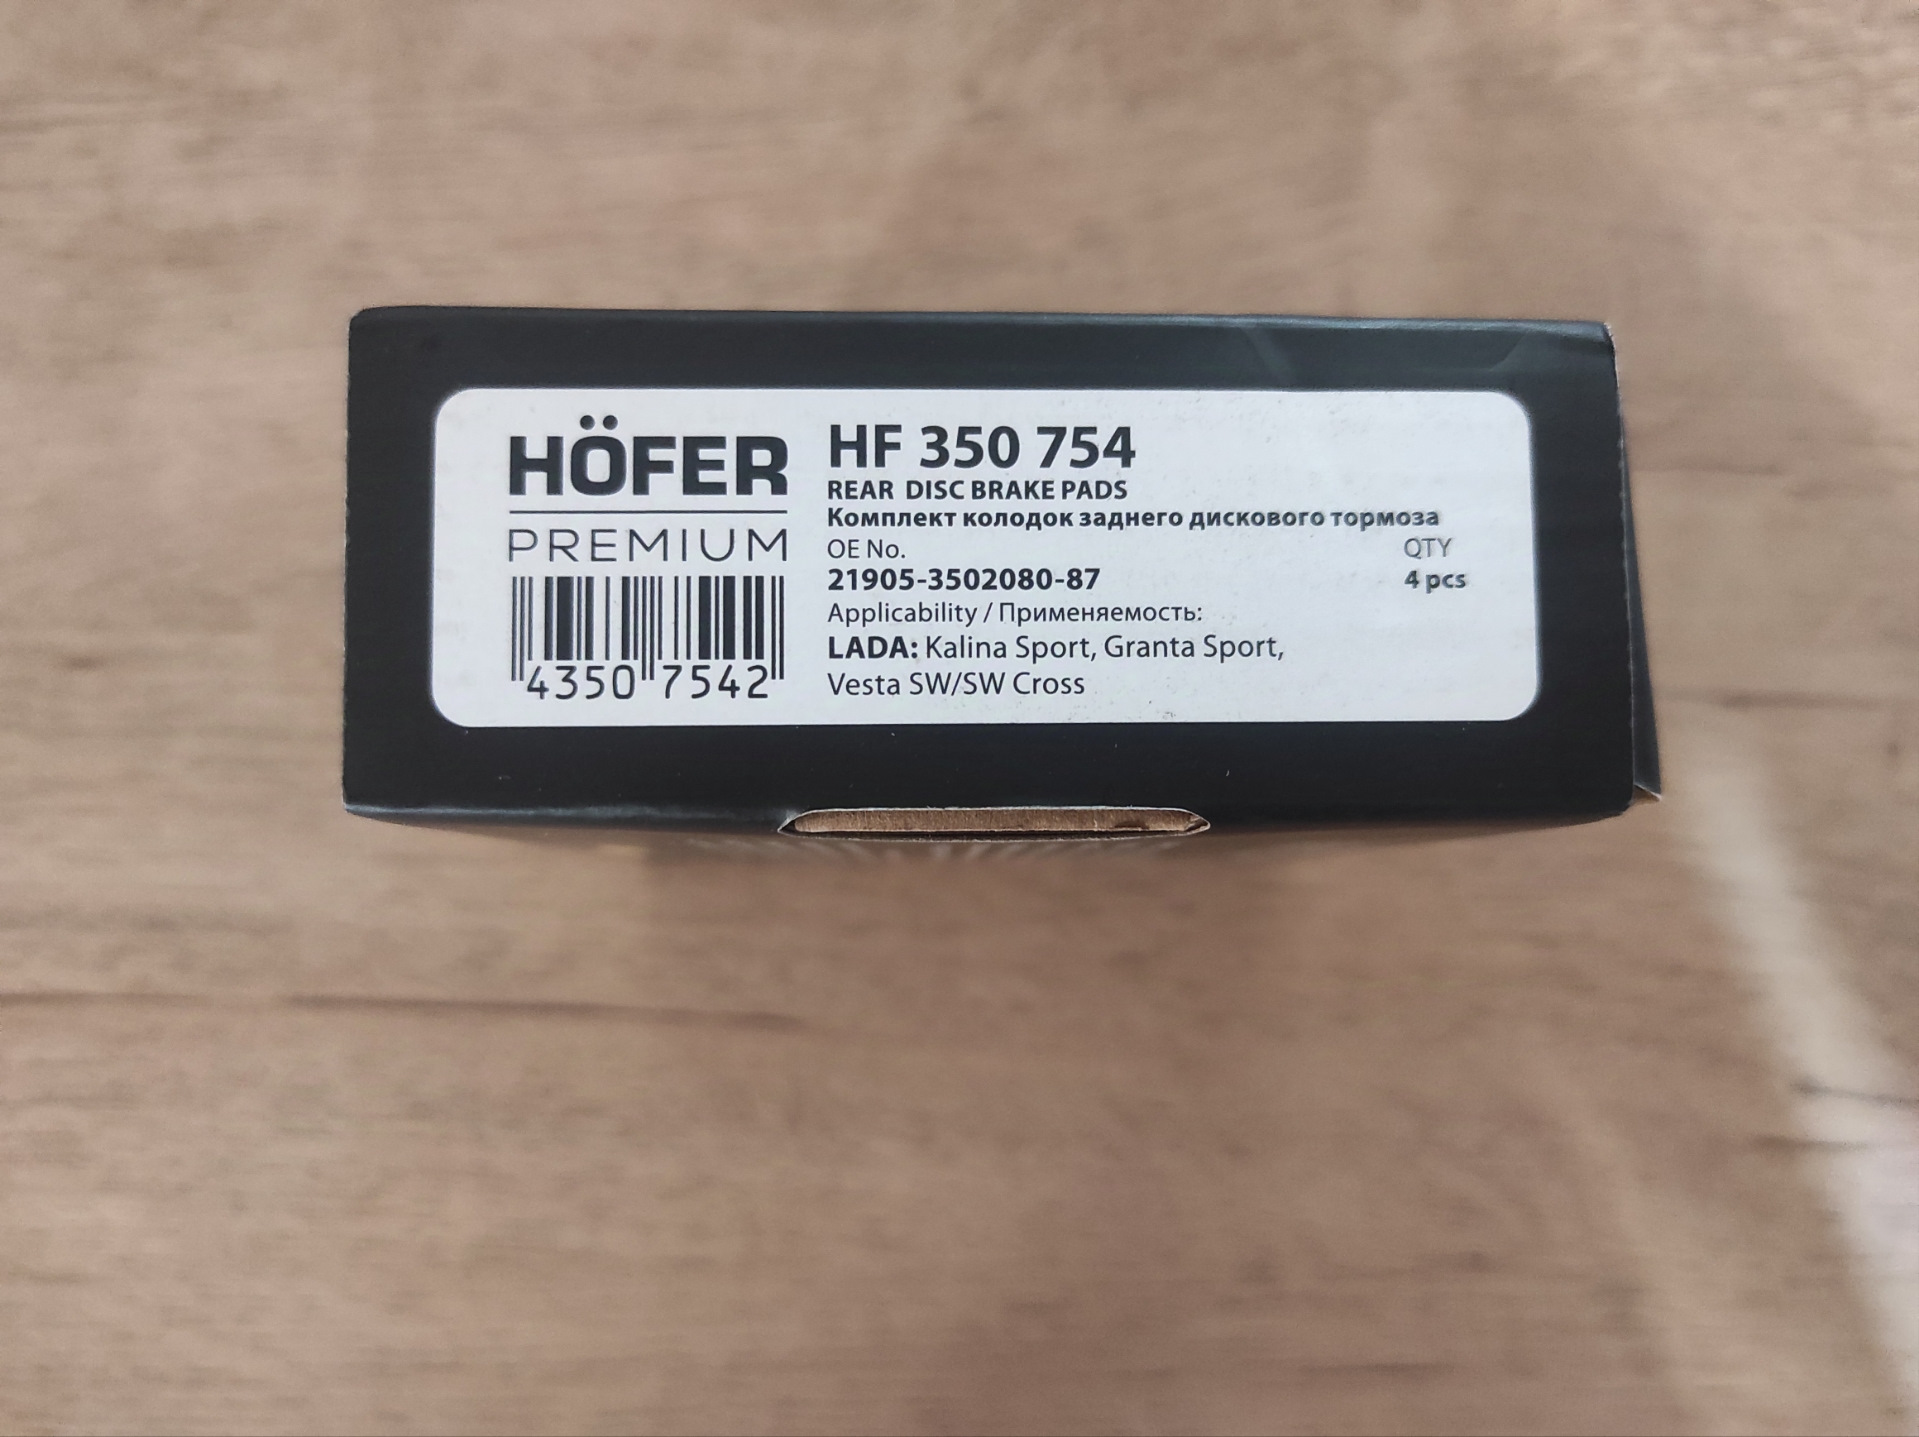 HÖFER
PREMIUM
4350 7542
HF 350 754
REAR DISC BRAKE PADS
Комплект колодок заднего дискового тормоза
OE No. QTY
21905-3502080-87 4 pcs
Applicability / Применяемость:
LADA: Kalina Sport, Granta Sport,
Vesta SW/SW Cross